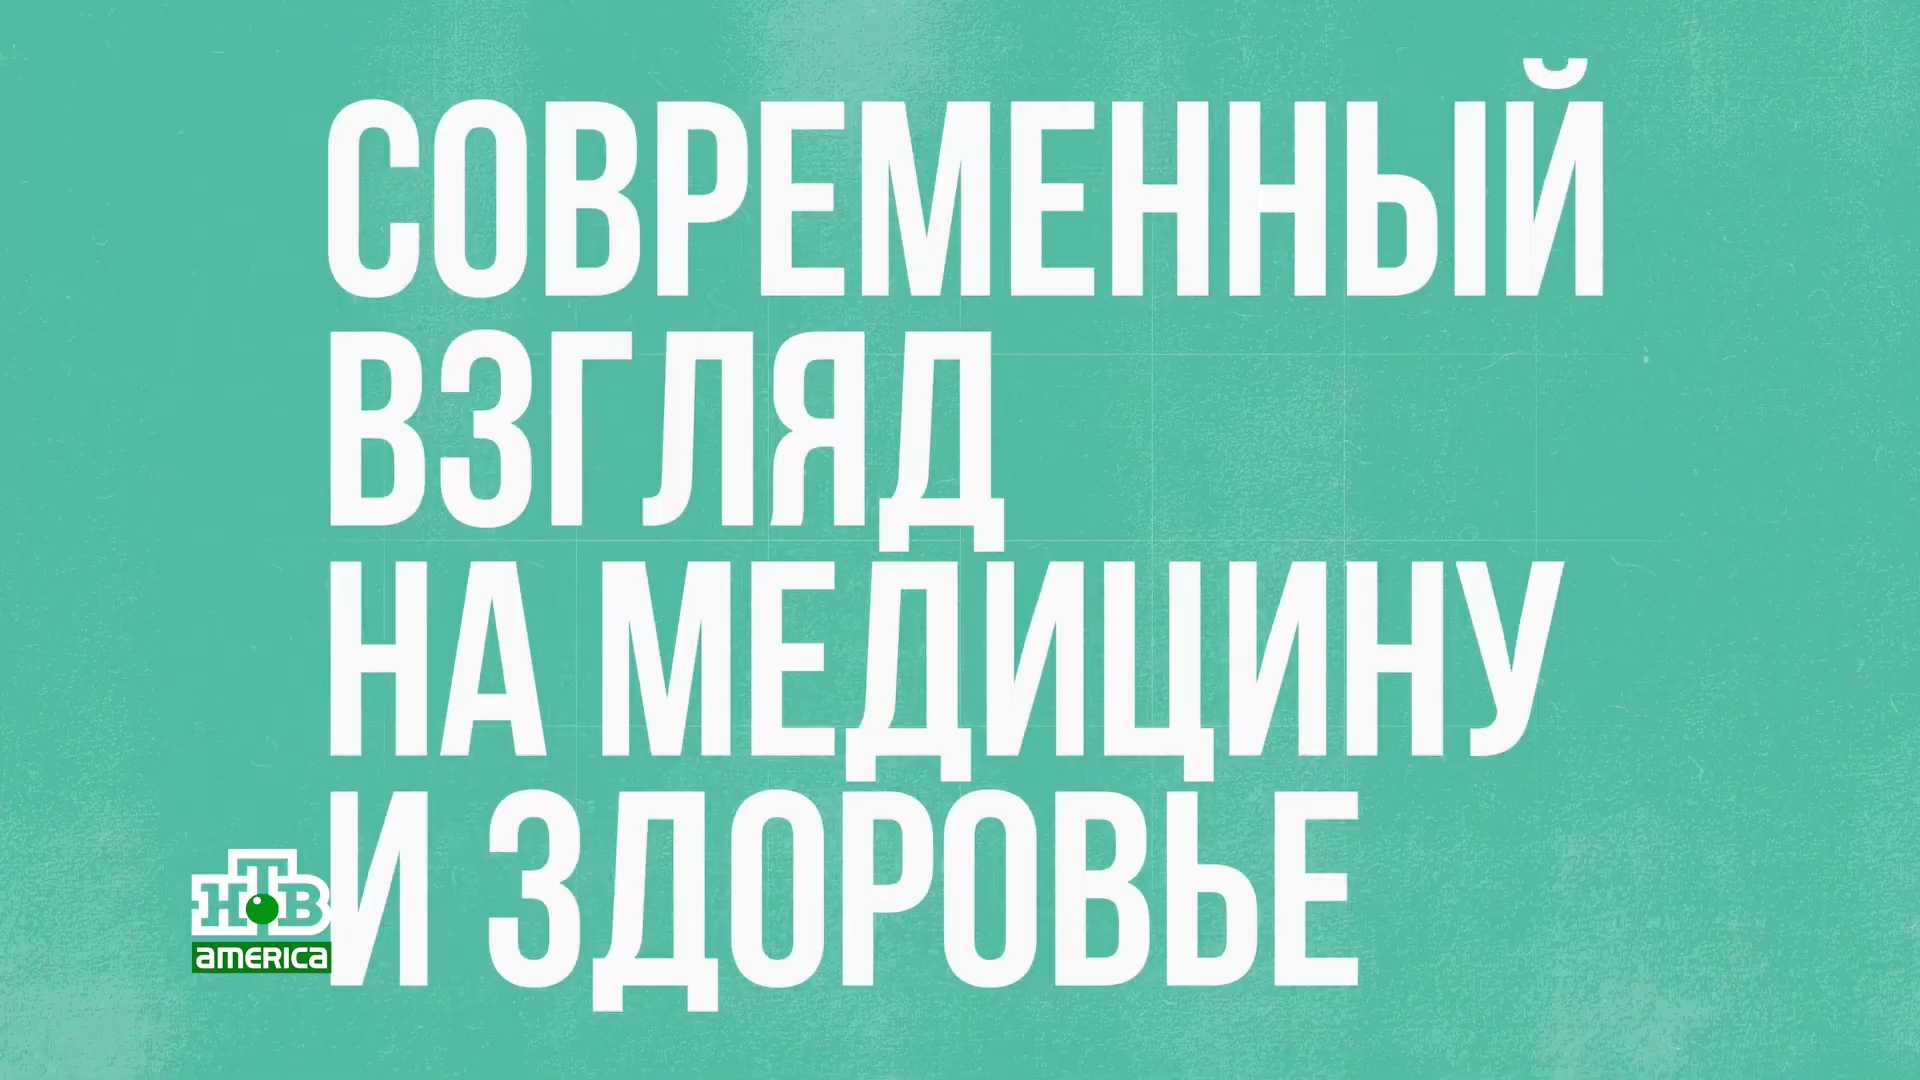 СОВРЕМЕННЫЙ
ВЗГЛЯД
НА МЕДИЦИНУ
И ЗДОРОВЬЕ
НТВ
america